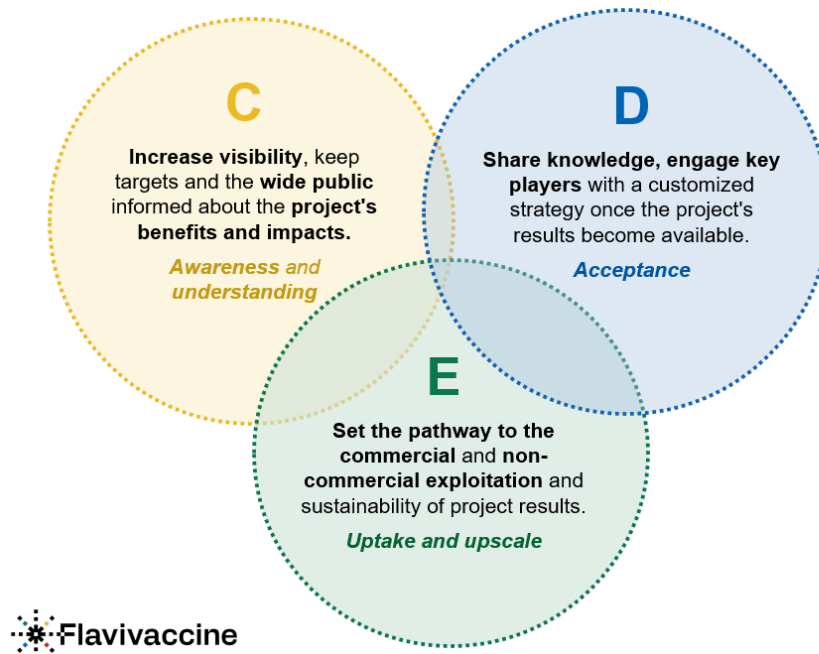 C
Increase visibility, keep
targets and the wide public
informed about the project's
benefits and impacts.
Awareness and
understanding
D
Share knowledge, engage key
players with a customized
strategy once the project's
results become available.
Acceptance
E
Set the pathway to the
commercial and non-
commercial exploitation and
sustainability of project results.
Uptake and upscale
Flavivaccine